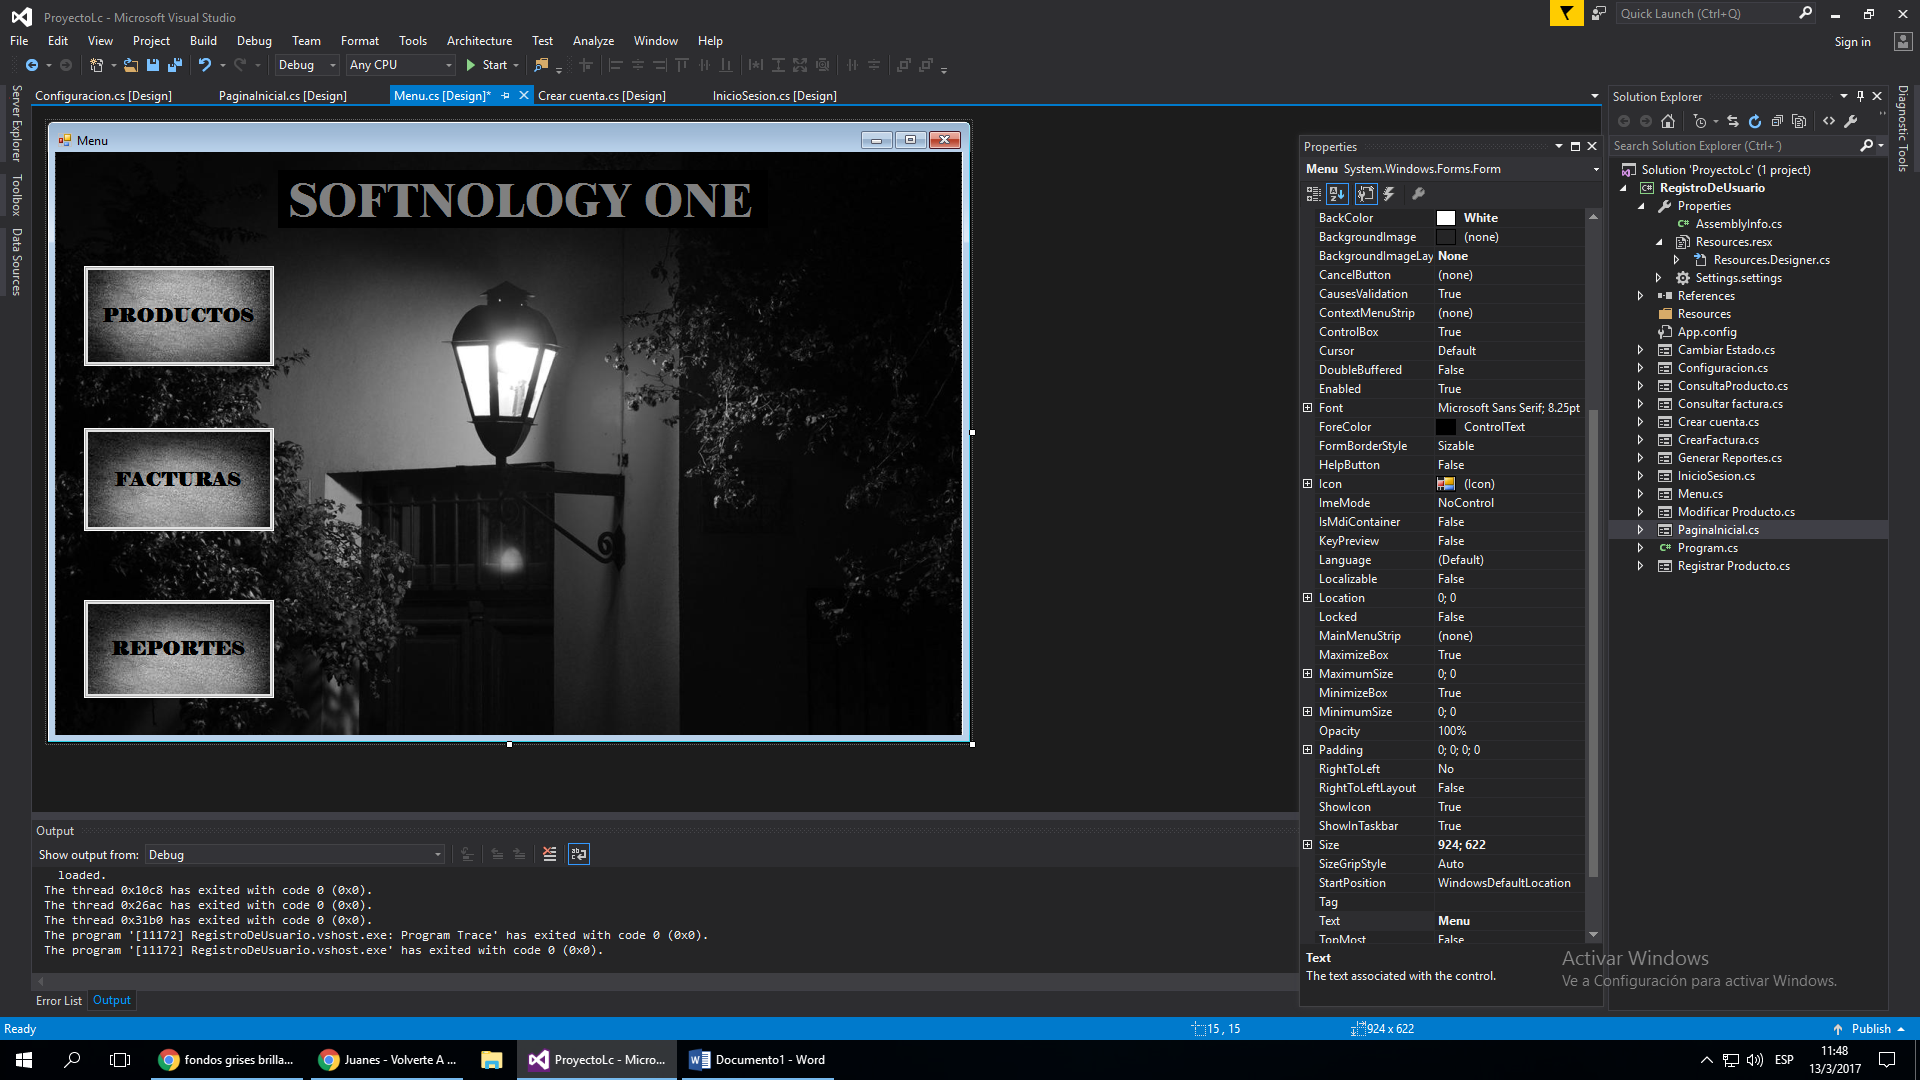 ProyectoLc - Microsoft Visual Studio
Quick Launch (Ctrl+Q)
File Edit View Project Build Debug Team Format Tools Architecture Test Analyze Window Help
Sign in
Debug Any CPU Start
Server Explorer
Toolbox
Data Sources
Configuracion.cs [Design] PaginaInicial.cs [Design] Menu.cs [Design]* Crear cuenta.cs [Design] InicioSesion.cs [Design]
Menu
SOFTNOLOGY ONE
PRODUCTOS
FACTURAS
REPORTES
Properties
Menu System.Windows.Forms.Form
BackColor White
BackgroundImage (none)
BackgroundImageLay None
CancelButton (none)
CausesValidation True
ContextMenuStrip (none)
ControlBox True
Cursor Default
DoubleBuffered False
Enabled True
Font Microsoft Sans Serif; 8.25pt
ForeColor ControlText
FormBorderStyle Sizable
HelpButton False
Icon (Icon)
ImeMode NoControl
IsMdiContainer False
KeyPreview False
Language (Default)
Localizable False
Location 0; 0
Locked False
MainMenuStrip (none)
MaximizeBox True
MaximumSize 0; 0
MinimizeBox True
MinimumSize 0; 0
Opacity 100%
Padding 0; 0; 0; 0
RightToLeft No
RightToLeftLayout False
ShowIcon True
ShowInTaskbar True
Size 924; 622
SizeGripStyle Auto
StartPosition WindowsDefaultLocation
Tag
Text Menu
TopMost False
Text
The text associated with the control.
Solution Explorer
Search Solution Explorer (Ctrl+´)
Solution 'ProyectoLc' (1 project)
RegistroDeUsuario
Properties
AssemblyInfo.cs
Resources.resx
Resources.Designer.cs
Settings.settings
References
Resources
App.config
Cambiar Estado.cs
Configuracion.cs
ConsultaProducto.cs
Consultar factura.cs
Crear cuenta.cs
CrearFactura.cs
Generar Reportes.cs
InicioSesion.cs
Menu.cs
Modificar Producto.cs
PaginaInicial.cs
Program.cs
Registrar Producto.cs
Diagnostic Tools
Output
Show output from: Debug
loaded.
The thread 0x10c8 has exited with code 0 (0x0).
The thread 0x26ac has exited with code 0 (0x0).
The thread 0x31b0 has exited with code 0 (0x0).
The program '[11172] RegistroDeUsuario.vshost.exe: Program Trace' has exited with code 0 (0x0).
The program '[11172] RegistroDeUsuario.vshost.exe' has exited with code 0 (0x0).
Error List Output
Activar Windows
Ve a Configuración para activar Windows.
Ready 15 , 15 924 x 622 Publish
fondos grises brilla... Juanes - Volverte A ... ProyectoLc - Micro... Documento1 - Word
ESP
11:48
13/3/2017